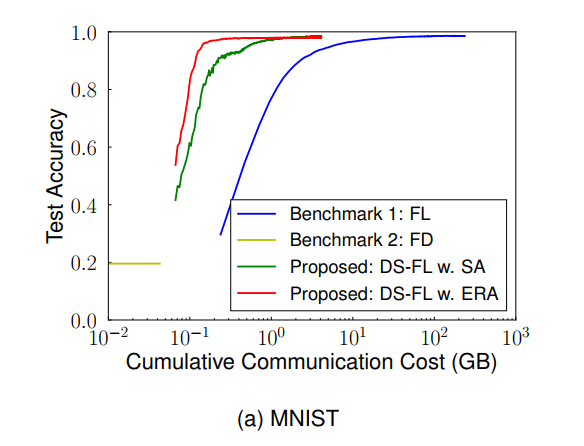 1.0
0.8
0.6
0.4
0.2
0.0
Test Accuracy
Benchmark 1: FL
Benchmark 2: FD
Proposed: DS-FL w. SA
Proposed: DS-FL w. ERA
10⁻² 10⁻¹ 10⁰ 10¹ 10² 10³
Cumulative Communication Cost (GB)
(a) MNIST